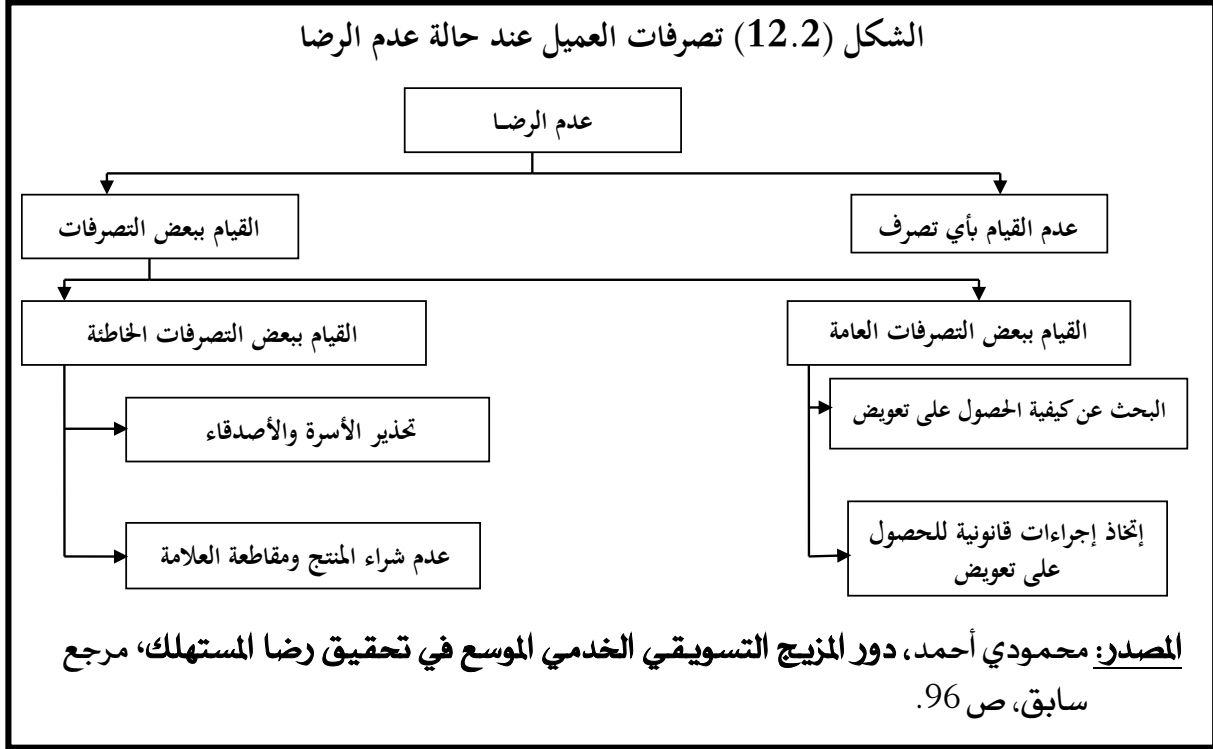 الشكل (12.2) تصرفات العميل عند حالة عدم الرضا
عدم الرضا
عدم القيام بأي تصرف
القيام ببعض التصرفات
القيام ببعض التصرفات العامة
القيام ببعض التصرفات الخاطئة
البحث عن كيفية الحصول على تعويض
تحذير الأسرة والأصدقاء
إتخاذ إجراءات قانونية للحصول
على تعويض
عدم شراء المنتج ومقاطعة العلامة
المصدر: محمودي أحمد، دور المزيج التسويقي الخدمي الموسع في تحقيق رضا المستهلك، مرجع
سابق، ص 96.